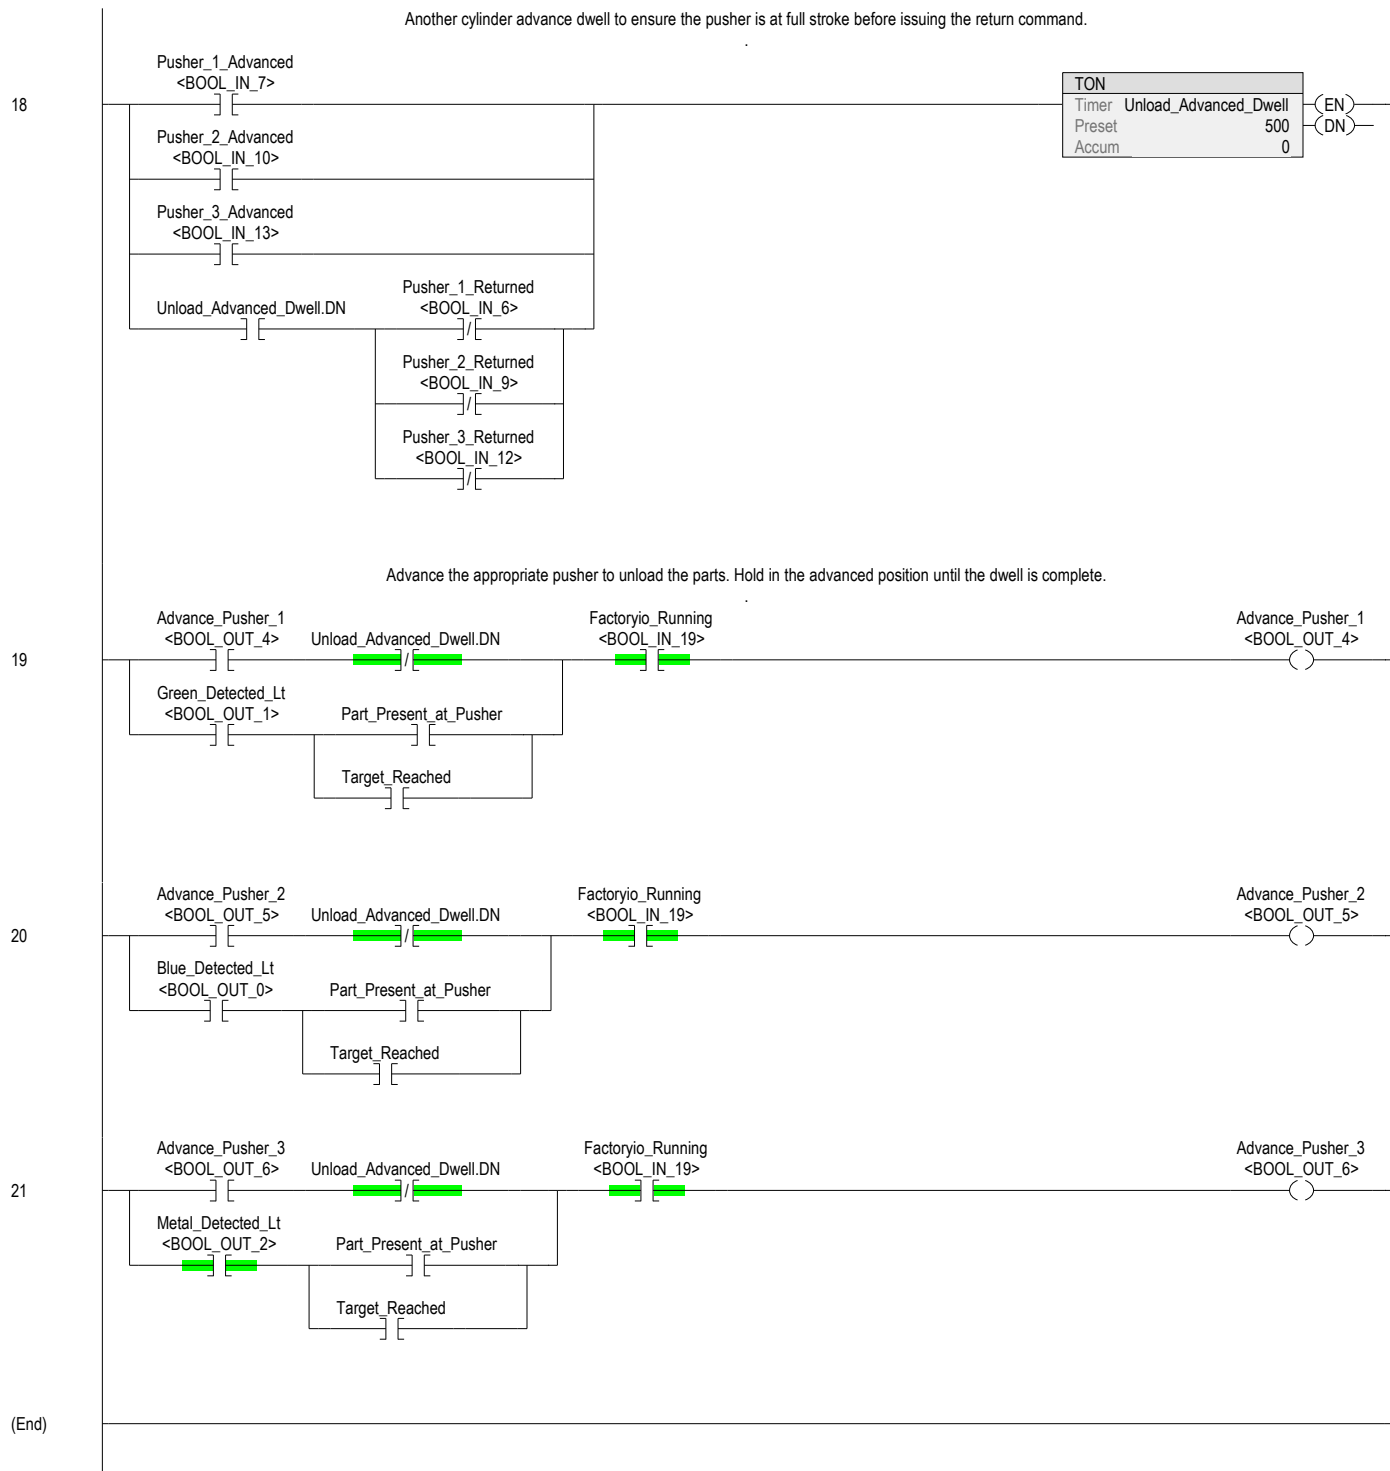 Another cylinder advance dwell to ensure the pusher is at full stroke before issuing the return command.
.
Pusher_1_Advanced
<BOOL_IN_7>
18
TON
Timer Unload_Advanced_Dwell
Preset 500
Accum 0
EN
DN
Pusher_2_Advanced
<BOOL_IN_10>
Pusher_3_Advanced
<BOOL_IN_13>
Unload_Advanced_Dwell.DN
Pusher_1_Returned
<BOOL_IN_6>
Pusher_2_Returned
<BOOL_IN_9>
Pusher_3_Returned
<BOOL_IN_12>
Advance the appropriate pusher to unload the parts. Hold in the advanced position until the dwell is complete.
.
19
Advance_Pusher_1
<BOOL_OUT_4>
Unload_Advanced_Dwell.DN
Factoryio_Running
<BOOL_IN_19>
Advance_Pusher_1
<BOOL_OUT_4>
Green_Detected_Lt
<BOOL_OUT_1>
Part_Present_at_Pusher
Target_Reached
20
Advance_Pusher_2
<BOOL_OUT_5>
Unload_Advanced_Dwell.DN
Factoryio_Running
<BOOL_IN_19>
Advance_Pusher_2
<BOOL_OUT_5>
Blue_Detected_Lt
<BOOL_OUT_0>
Part_Present_at_Pusher
Target_Reached
21
Advance_Pusher_3
<BOOL_OUT_6>
Unload_Advanced_Dwell.DN
Factoryio_Running
<BOOL_IN_19>
Advance_Pusher_3
<BOOL_OUT_6>
Metal_Detected_Lt
<BOOL_OUT_2>
Part_Present_at_Pusher
Target_Reached
(End)